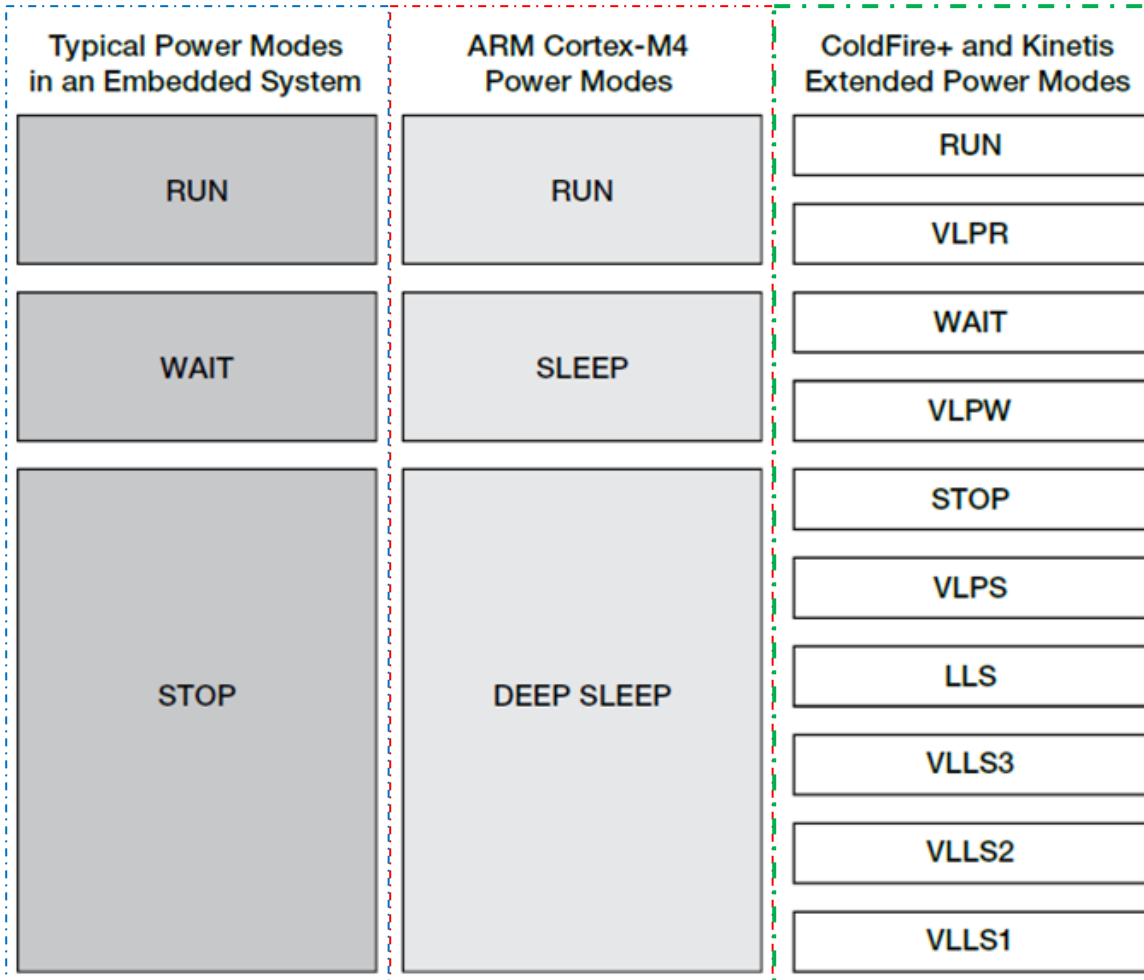 Typical Power Modes
in an Embedded System
RUN
WAIT
STOP
ARM Cortex-M4
Power Modes
RUN
SLEEP
DEEP SLEEP
ColdFire+ and Kinetis
Extended Power Modes
RUN
VLPR
WAIT
VLPW
STOP
VLPS
LLS
VLLS3
VLLS2
VLLS1